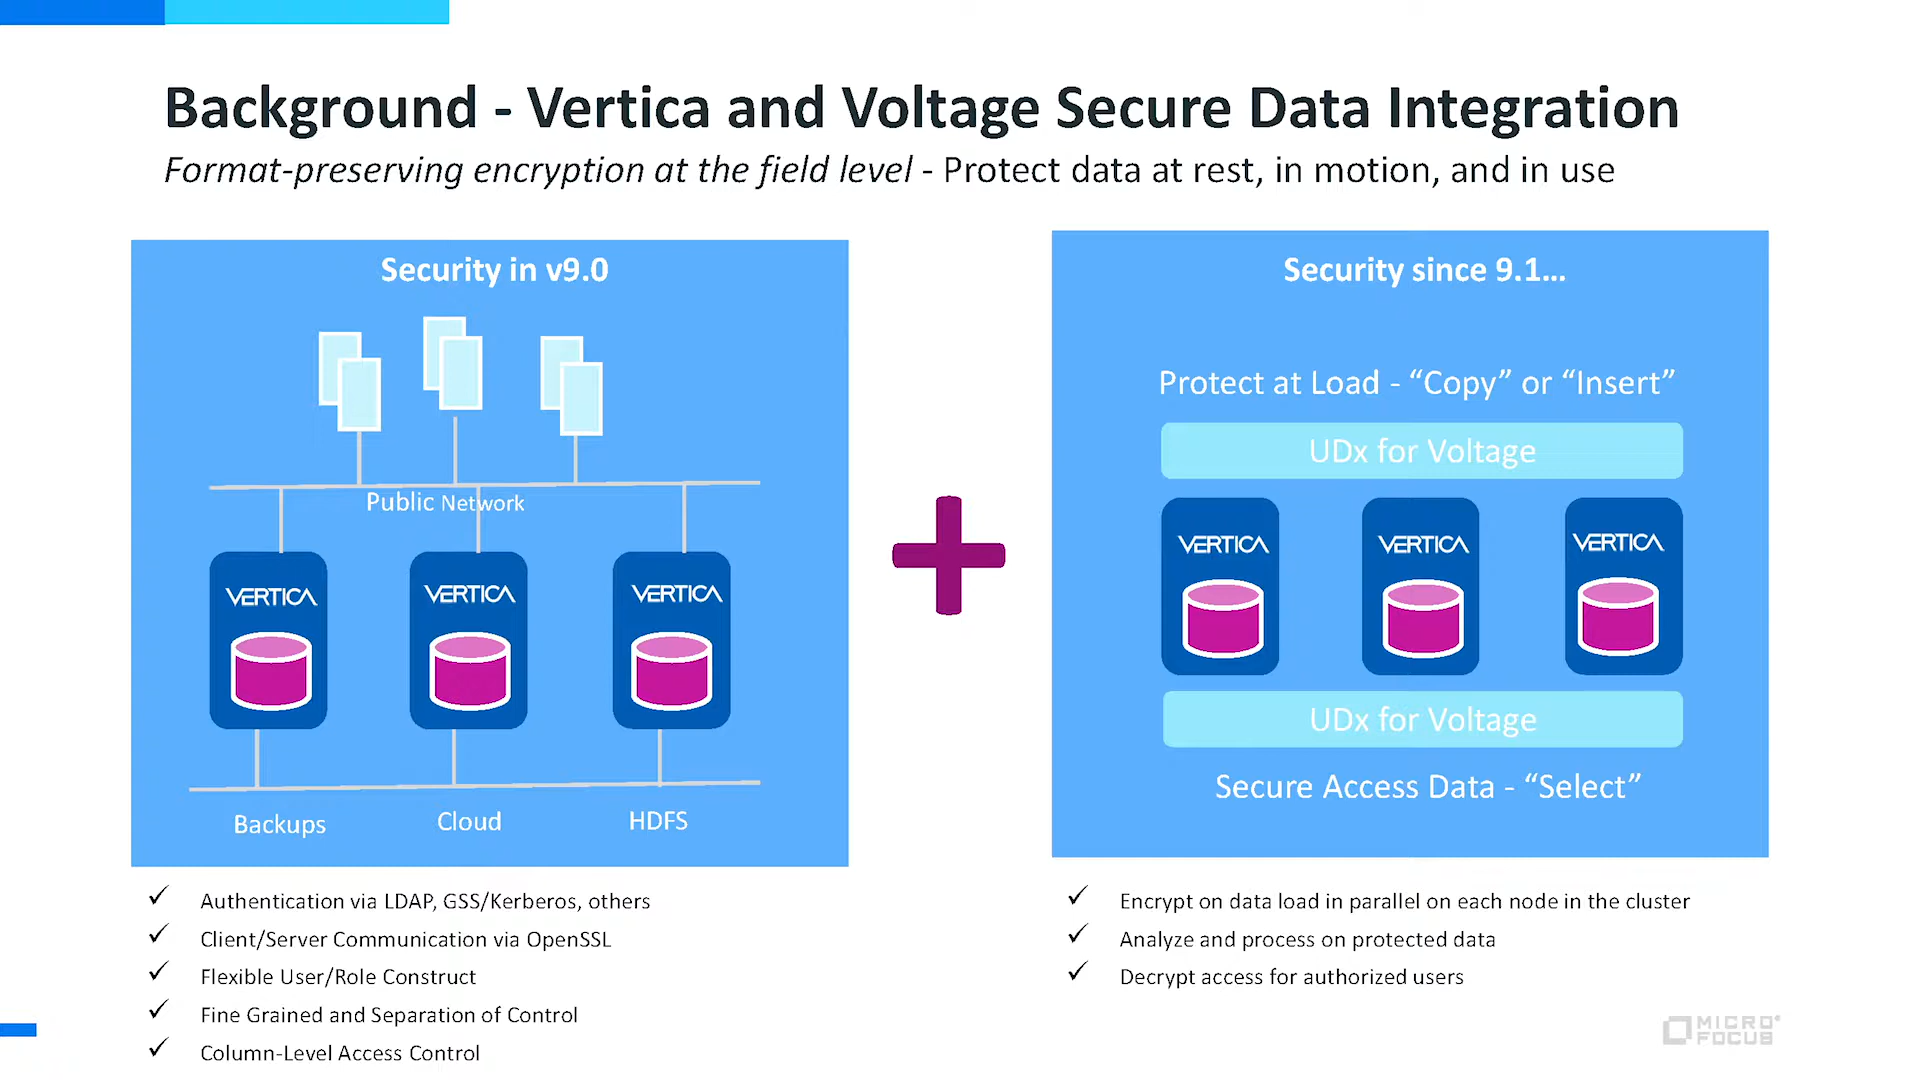 Background - Vertica and Voltage Secure Data Integration
Format-preserving encryption at the field level - Protect data at rest, in motion, and in use
Security in v9.0
Public Network
VERTICA
VERTICA
VERTICA
Backups
Cloud
HDFS
✓ Authentication via LDAP, GSS/Kerberos, others
✓ Client/Server Communication via OpenSSL
✓ Flexible User/Role Construct
✓ Fine Grained and Separation of Control
✓ Column-Level Access Control
Security since 9.1...
Protect at Load - “Copy” or “Insert”
UDx for Voltage
VERTICA
VERTICA
VERTICA
UDx for Voltage
Secure Access Data - “Select”
✓ Encrypt on data load in parallel on each node in the cluster
✓ Analyze and process on protected data
✓ Decrypt access for authorized users
MICRO
FOCUS